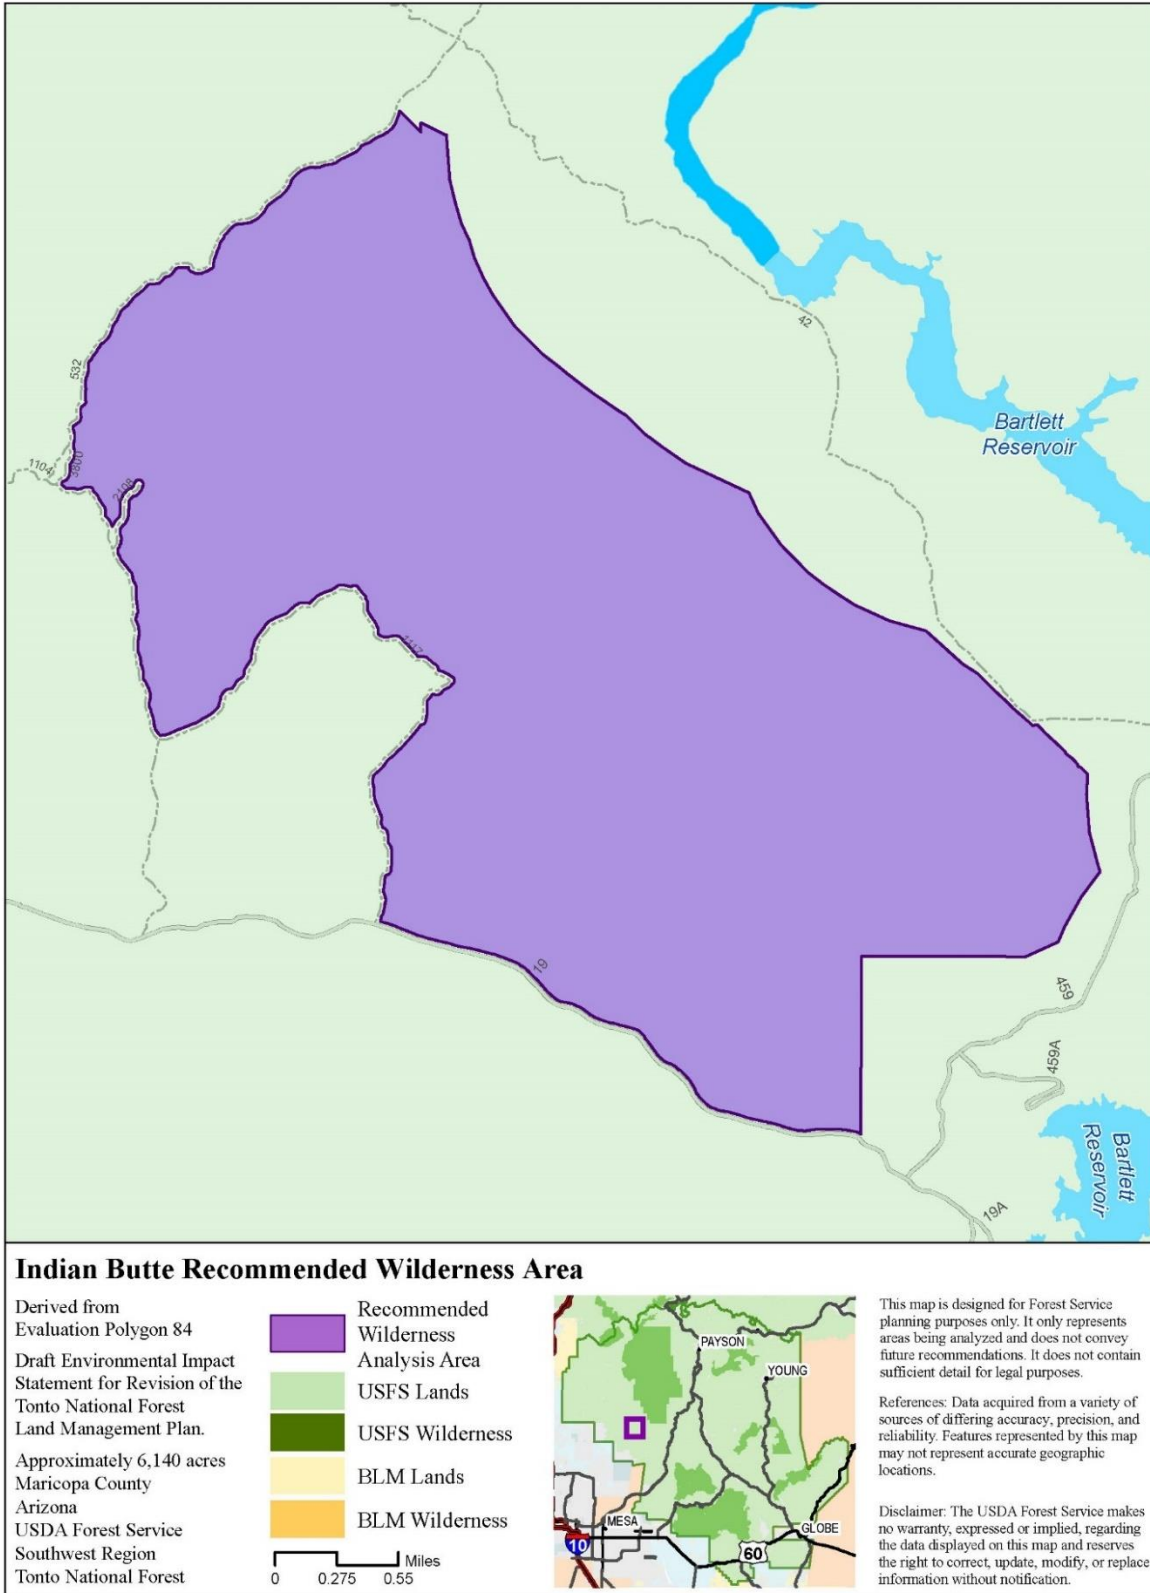 42
532
Bartlett
Reservoir
1104
3800
2108
1117
19
459
459A
Bartlett
Reservoir
19A
Indian Butte Recommended Wilderness Area
Derived from
Evaluation Polygon 84
Draft Environmental Impact
Statement for Revision of the
Tonto National Forest
Land Management Plan.
Approximately 6,140 acres
Maricopa County
Arizona
USDA Forest Service
Southwest Region
Tonto National Forest
Recommended
Wilderness
Analysis Area
USFS Lands
USFS Wilderness
BLM Lands
BLM Wilderness
Miles
0 0.275 0.55
PAYSON
YOUNG
MESA
GLOBE
10
60
This map is designed for Forest Service
planning purposes only. It only represents
areas being analyzed and does not convey
future recommendations. It does not contain
sufficient detail for legal purposes.
References: Data acquired from a variety of
sources of differing accuracy, precision, and
reliability. Features represented by this map
may not represent accurate geographic
locations.
Disclaimer: The USDA Forest Service makes
no warranty, expressed or implied, regarding
the data displayed on this map and reserves
the right to correct, update, modify, or replace
information without notification.